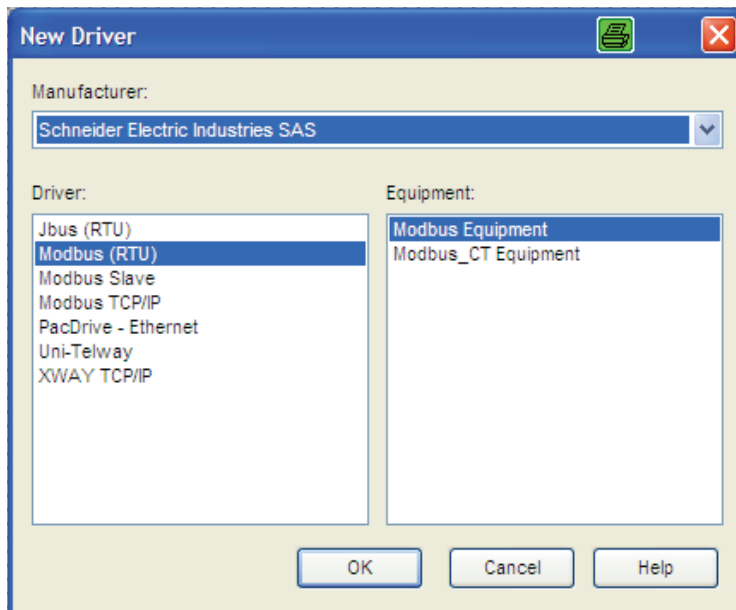 New Driver
Manufacturer:
Schneider Electric Industries SAS
Driver:
Jbus (RTU)
Modbus (RTU)
Modbus Slave
Modbus TCP/IP
PacDrive - Ethernet
Uni-Telway
XWAY TCP/IP
Equipment:
Modbus Equipment
Modbus_CT Equipment
OK
Cancel
Help